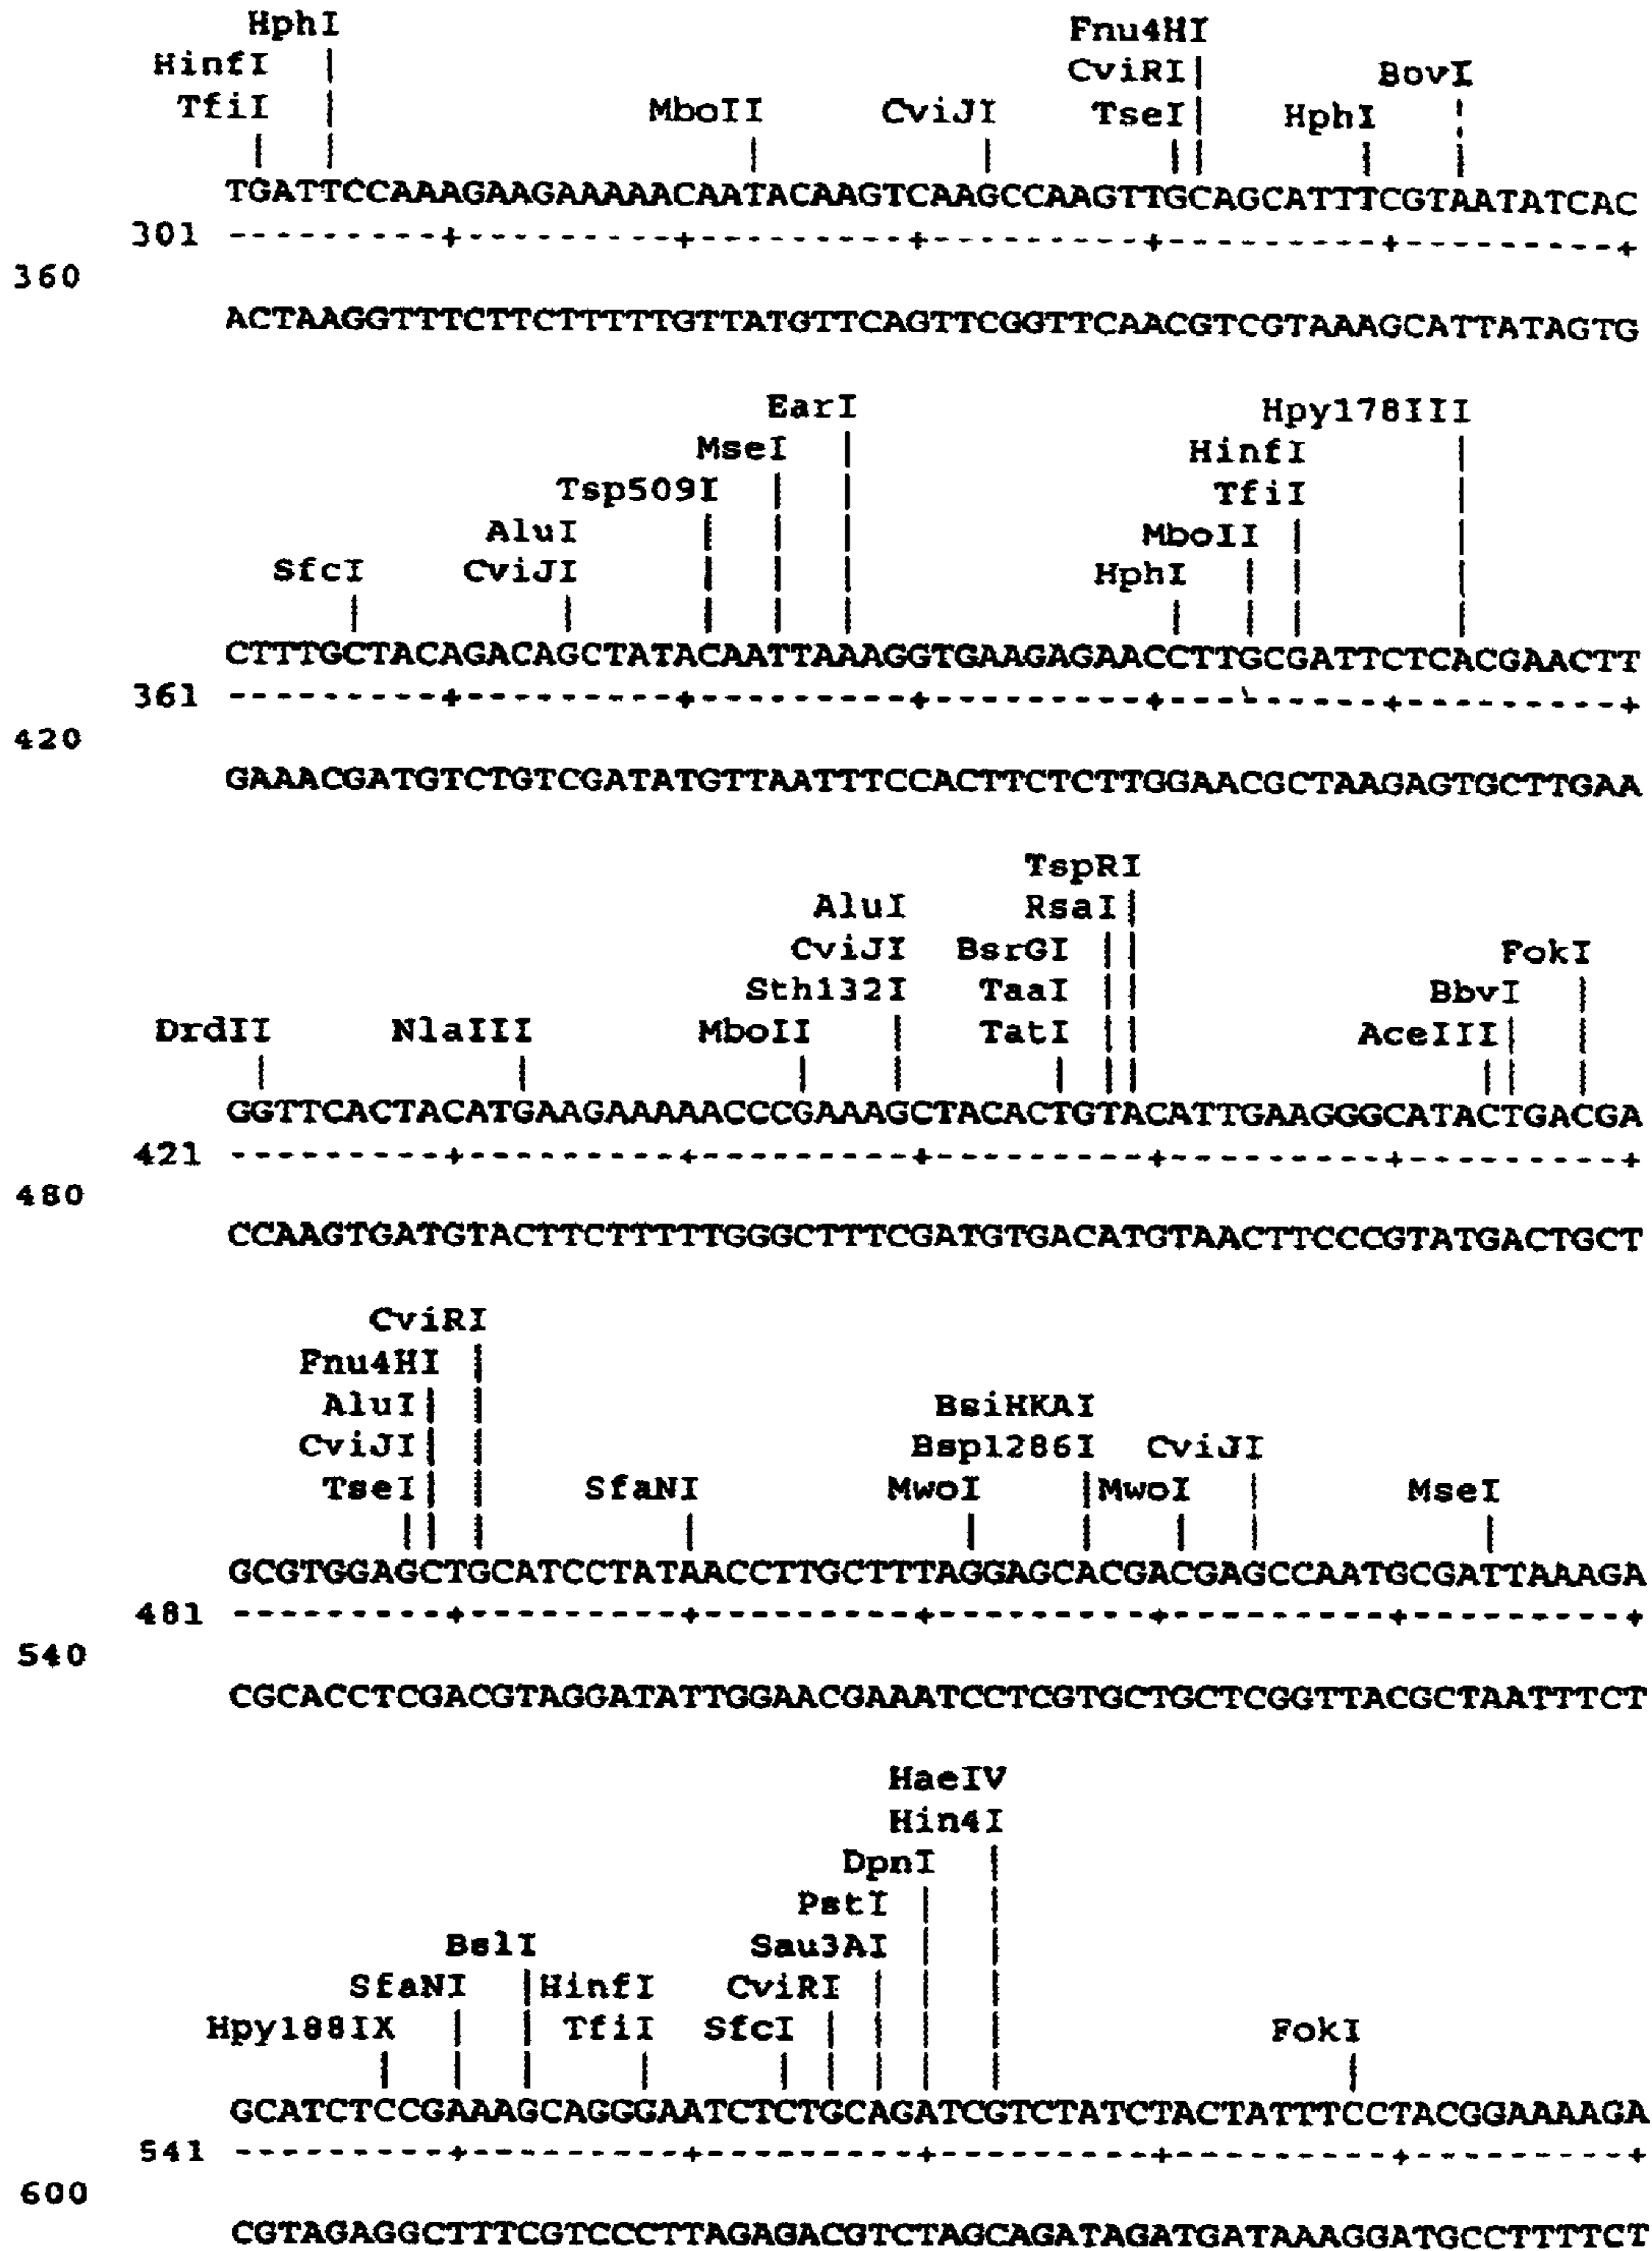 HphI Fnu4HI
HinfI CviRI BovI
TfiI MboII CviJI TseI HphI
TGATTCCAAAGAAGAAAAACAATACAAGTCAAGCCAAGTTGCAGCATTTCGTAATATCAC
301 ---------+---------+---------+---------+---------+---------+
360
ACTAAGGTTTCTTCTTTTTGTTATGTTCAGTTCGGTTCAACGTCGTAAAGCATTATAGTG
EarI Hpy178III
MseI HinfI
Tsp509I TfiI
AluI MboII
SfcI CviJI HphI
CTTTGCTACAGACAGCTATACAATTAAAGGTGAAGAGAACCTTGCGATTCTCACGAACTT
361 ---------+---------+---------+---------+---------+---------+
420
GAAACGATGTCTGTCGATATGTTAATTTCCACTTCTCTTGGAACGCTAAGAGTGCTTGAA
TspRI
AluI RsaI
CviJI BsrGI FokI
Sth132I TaaI BbvI
DrdII NlaIII MboII TatI AceIII
GGTTCACTACATGAAGAAAAACCCGAAAGCTACACTGTACATTGAAGGGCATACTGACGA
421 ---------+---------+---------+---------+---------+---------+
480
CCAAGTGATGTACTTCTTTTTGGGCTTTCGATGTGACATGTAACTTCCCGTATGACTGCT
CviRI
Fnu4HI
AluI BsiHKAI
CviJI Bsp1286I CviJI
TseI SfaNI MwoI MwoI MseI
GCGTGGAGCTGCATCCTATAACCTTGCTTTAGGAGCACGACGAGCCAATGCGATTAAAGA
481 ---------+---------+---------+---------+---------+---------+
540
CGCACCTCGACGTAGGATATTGGAACGAAATCCTCGTGCTGCTCGGTTACGCTAATTTCT
HaeIV
Hin4I
DpnI
PstI
BslI Sau3AI
SfaNI HinfI CviRI
Hpy188IX TfiI SfcI FokI
GCATCTCCGAAAGCAGGGAATCTCTGCAGATCGTCTATCTACTATTTCCTACGGAAAAGA
541 ---------+---------+---------+---------+---------+---------+
600
CGTAGAGGCTTTCGTCCCTTAGAGACGTCTAGCAGATAGATGATAAAGGATGCCTTTTCT